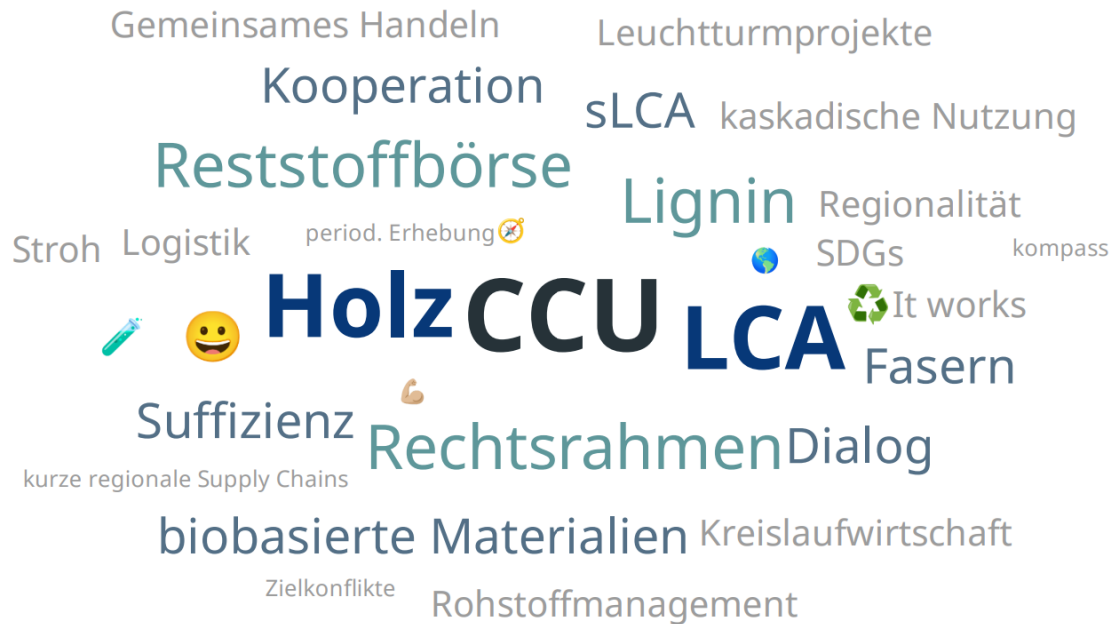 Gemeinsames Handeln
Leuchtturmprojekte
Kooperation
sLCA
kaskadische Nutzung
Reststoffbörse
Lignin
Regionalität
Stroh
Logistik
period. Erhebung🧭
🌎
SDGs
kompass
🧪
😀
Holz
CCU
LCA
♻️It works
Fasern
💪🏼
Suffizienz
Rechtsrahmen
Dialog
kurze regionale Supply Chains
biobasierte Materialien
Kreislaufwirtschaft
Zielkonflikte
Rohstoffmanagement